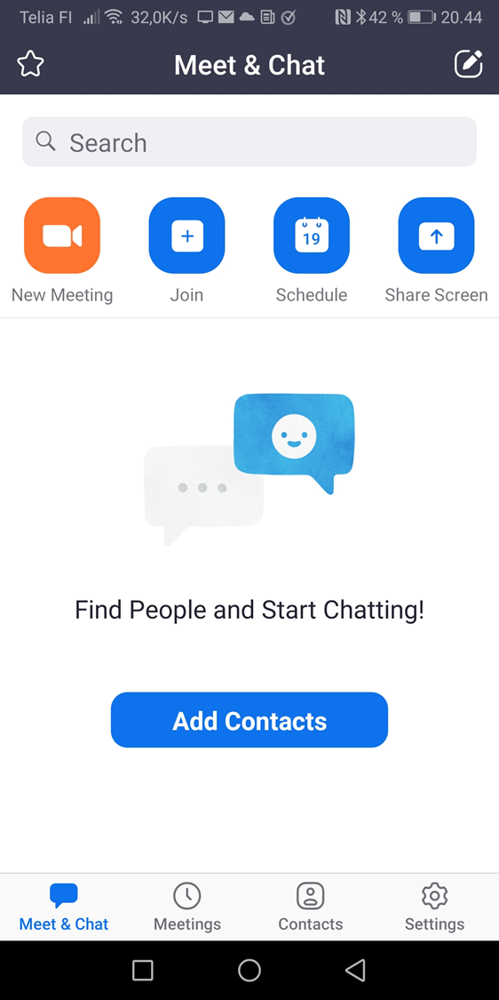 Telia FI 32,0K/s 42 % 20.44
Meet & Chat
Search
19
New Meeting Join Schedule Share Screen
Find People and Start Chatting!
Add Contacts
Meet & Chat Meetings Contacts Settings